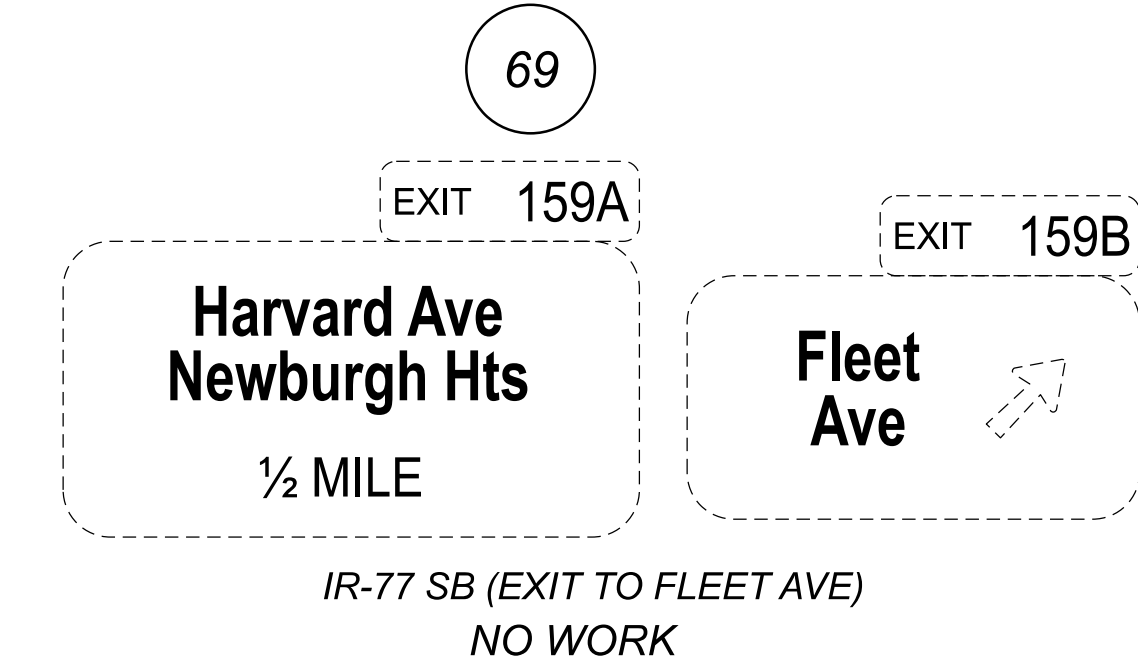 69
EXIT 159A
Harvard Ave
Newburgh Hts
½ MILE
EXIT 159B
Fleet
Ave
IR-77 SB (EXIT TO FLEET AVE)
NO WORK